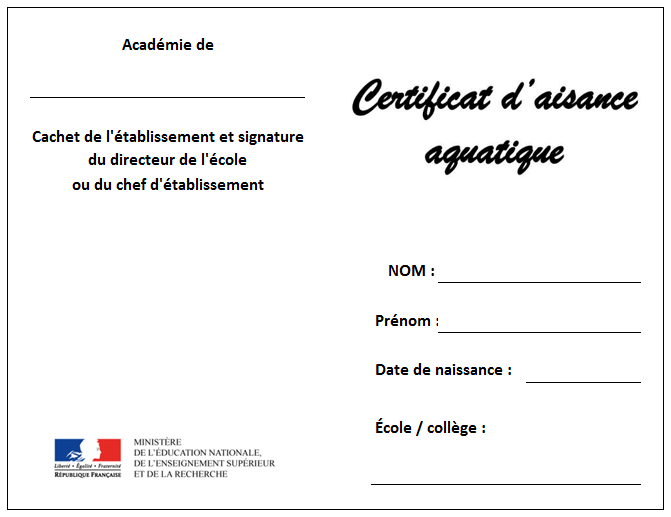 Académie de
Cachet de l'établissement et signature
du directeur de l'école
ou du chef d'établissement
Liberté • Égalité • Fraternité
RÉPUBLIQUE FRANÇAISE
MINISTÈRE
DE L'ÉDUCATION NATIONALE,
DE L'ENSEIGNEMENT SUPÉRIEUR
ET DE LA RECHERCHE
Certificat d'aisance
aquatique
NOM :
Prénom :
Date de naissance :
École / collège :